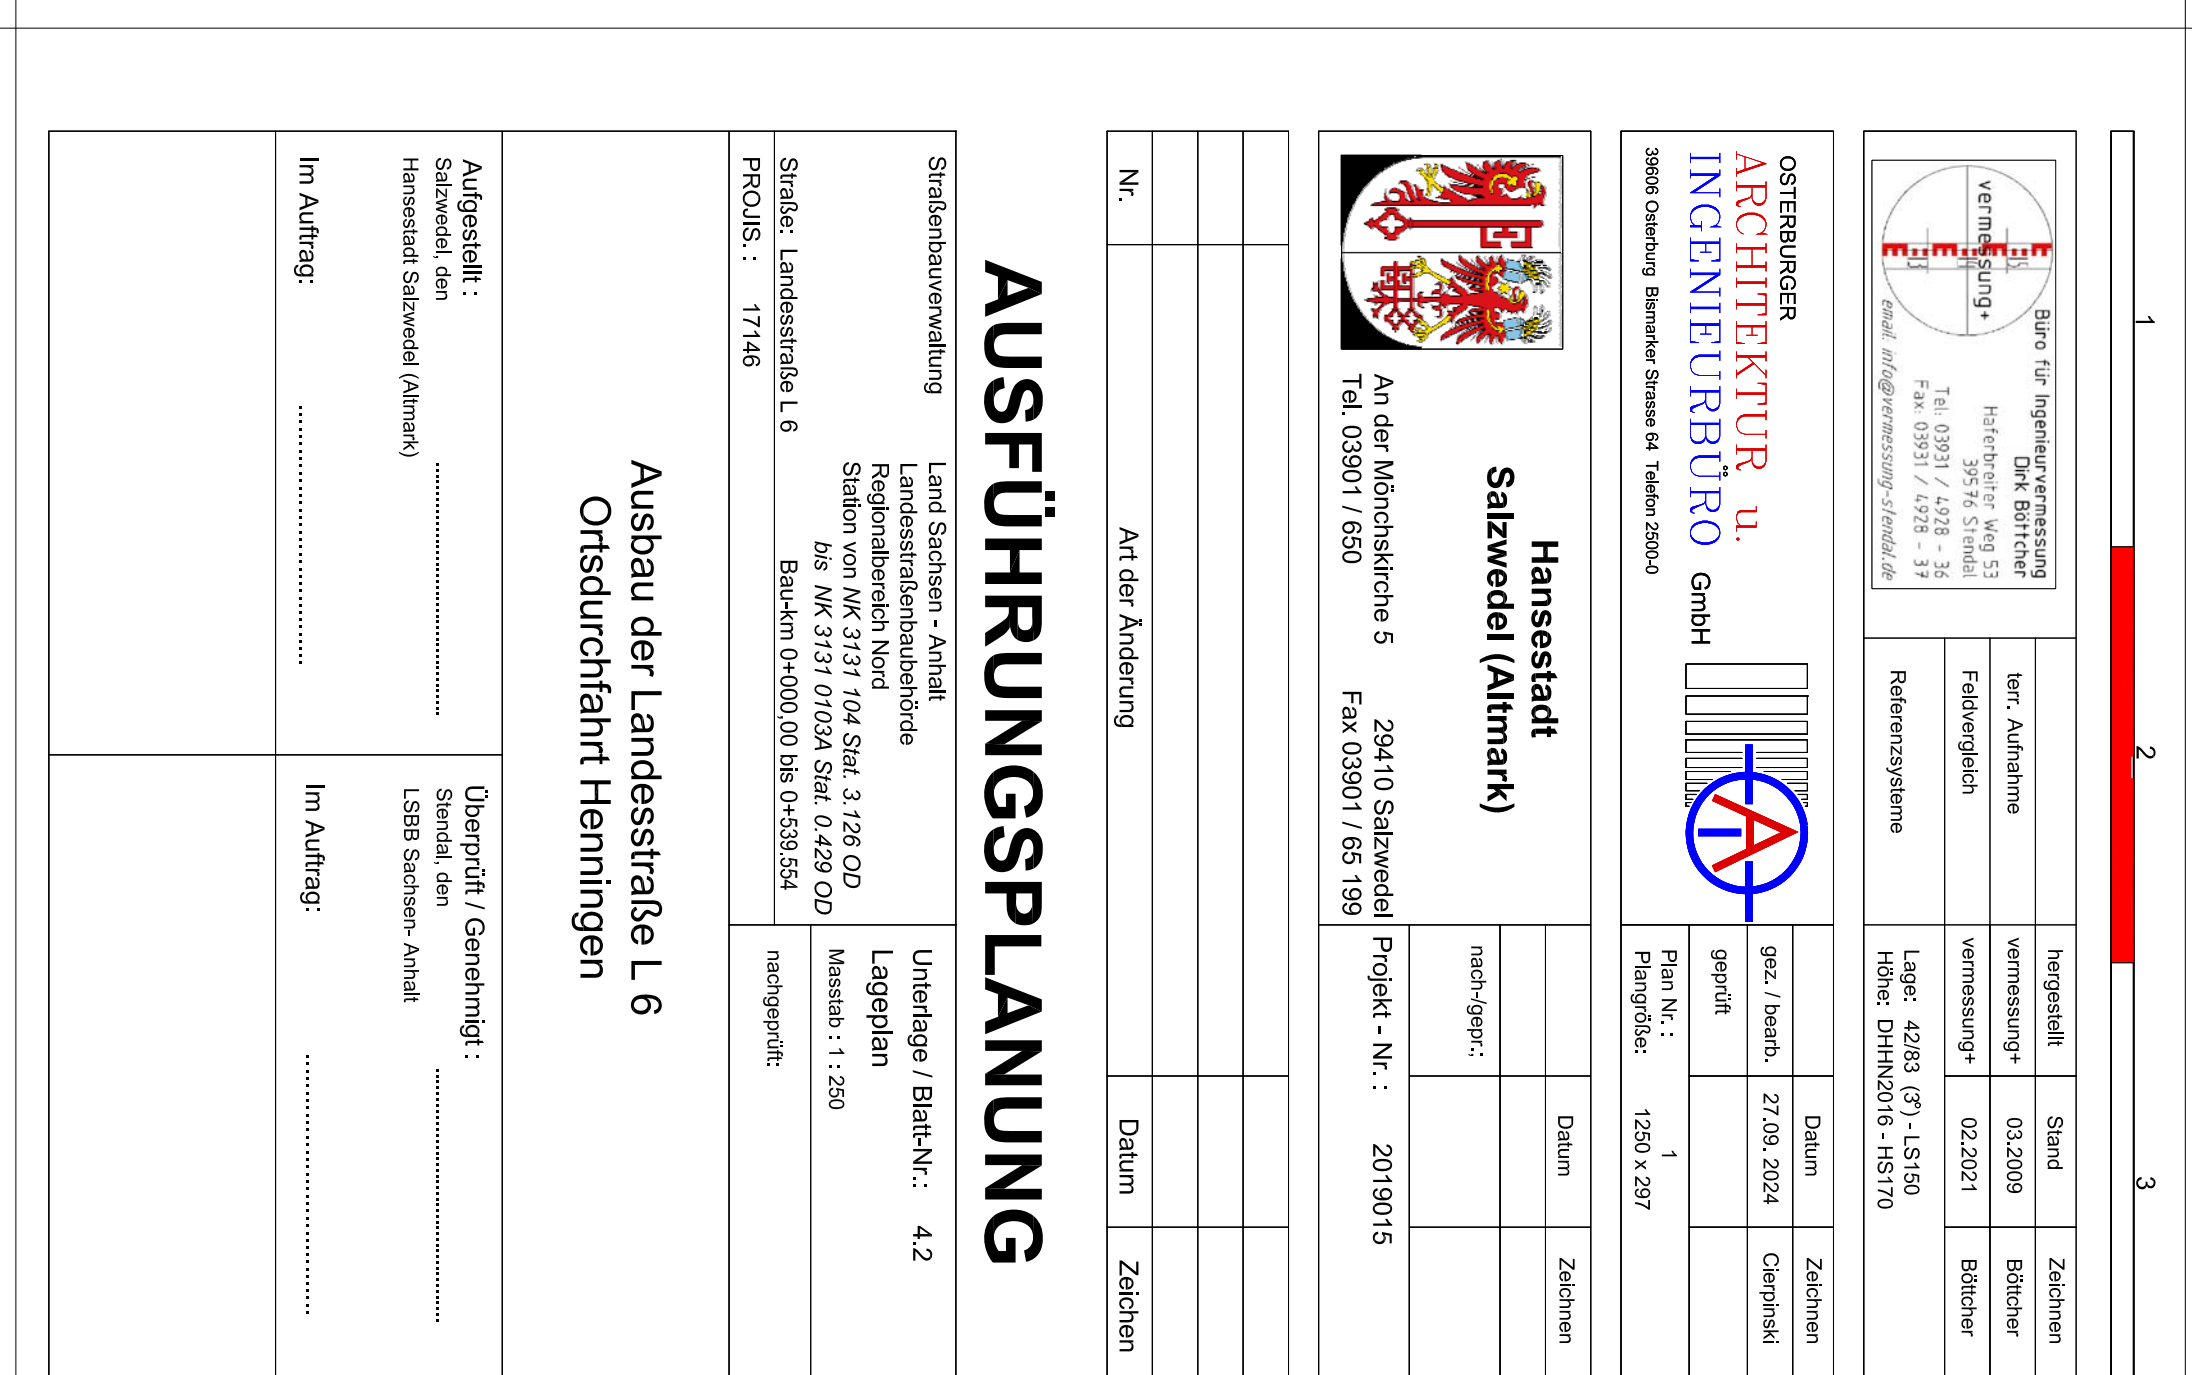 1 2 3
Büro für Ingenieurvermessung
Dirk Böttcher
Haferbreiter Weg 53
39576 Stendal
Tel: 03931 / 4928 - 36
Fax: 03931 / 4928 - 37
email: info@vermessung-stendal.de
vermessung+
hergestellt Stand Zeichnen
terr. Aufnahme vermessung+ 03.2009 Böttcher
Feldvergleich vermessung+ 02.2021 Böttcher
Referenzsysteme Lage: 42/83 (3°) - LS150
Höhe: DHHN2016 - HS170
OSTERBURGER
ARCHITEKTUR u.
INGENIEURBÜRO GmbH
39606 Osterburg Bismarker Strasse 64 Telefon 2500-0
A
Datum Zeichnen
gez. / bearb. 27.09. 2024 Cierpinski
geprüft
Plan Nr. : 1
Plangröße: 1250 x 297
Hansestadt
Salzwedel (Altmark)
An der Mönchskirche 5 29410 Salzwedel
Tel. 03901 / 650 Fax 03901 / 65 199
Datum Zeichnen
nach-/gepr.;
Projekt - Nr. : 2019015
Nr. Art der Änderung Datum Zeichen
AUSFÜHRUNGSPLANUNG
Straßenbauverwaltung Land Sachsen - Anhalt
Landesstraßenbaubehörde
Regionalbereich Nord
Station von NK 3131 104 Stat. 3.126 OD
bis NK 3131 0103A Stat. 0.429 OD
Straße: Landesstraße L 6 Bau-km 0+000,00 bis 0+539.554
PROJIS. : 17146
Unterlage / Blatt-Nr.: 4.2
Lageplan
Masstab : 1 : 250
nachgeprüft:
Ausbau der Landesstraße L 6
Ortsdurchfahrt Henningen
Aufgestellt :
Salzwedel, den
Hansestadt Salzwedel (Altmark)
Im Auftrag:
Überprüft / Genehmigt :
Stendal, den
LSBB Sachsen- Anhalt
Im Auftrag: